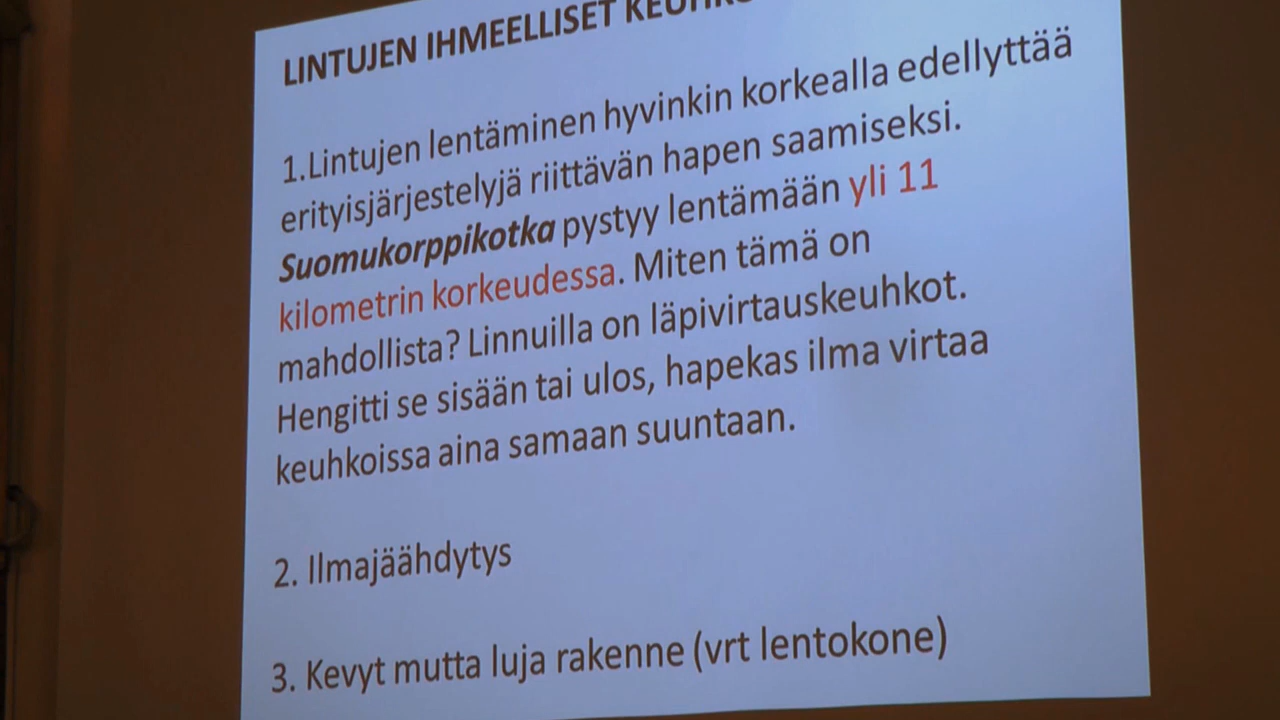 LINTUJEN IHMEELLISET
1.Lintujen lentäminen hyvinkin korkealla edellyttää
erityisjärjestelyjä riittävän hapen saamiseksi.
Suomukorppikotka pystyy lentämään yli 11
kilometrin korkeudessa. Miten tämä on
mahdollista? Linnuilla on läpivirtauskeuhkot.
Hengitti se sisään tai ulos, hapekas ilma virtaa
keuhkoissa aina samaan suuntaan.
2. Ilmajäähdytys
3. Kevyt mutta luja rakenne (vrt lentokone)